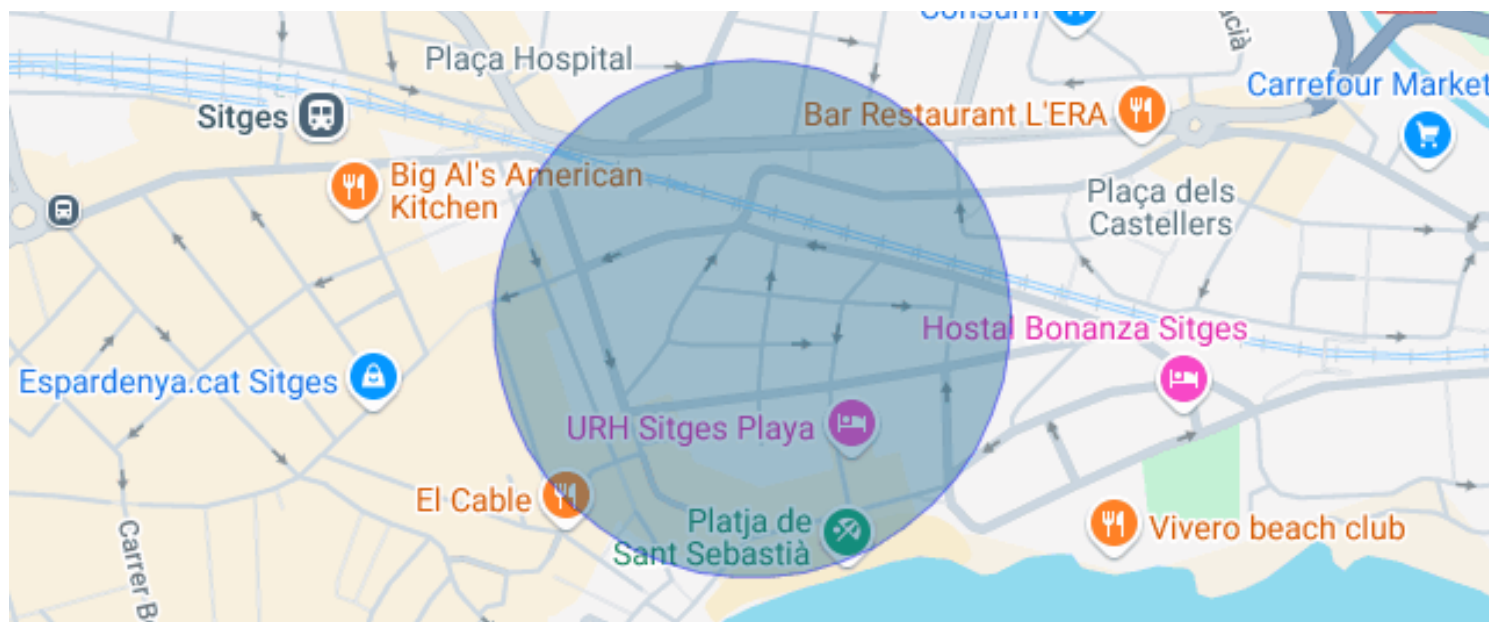 Consum
ucià
Plaça Hospital
Carrefour Market
Sitges
Bar Restaurant L'ERA
Big Al's American
Kitchen
Plaça dels
Castellers
Hostal Bonanza Sitges
Espardenya.cat Sitges
URH Sitges Playa
El Cable
Platja de
Sant Sebastià
Vivero beach club
Carrer B